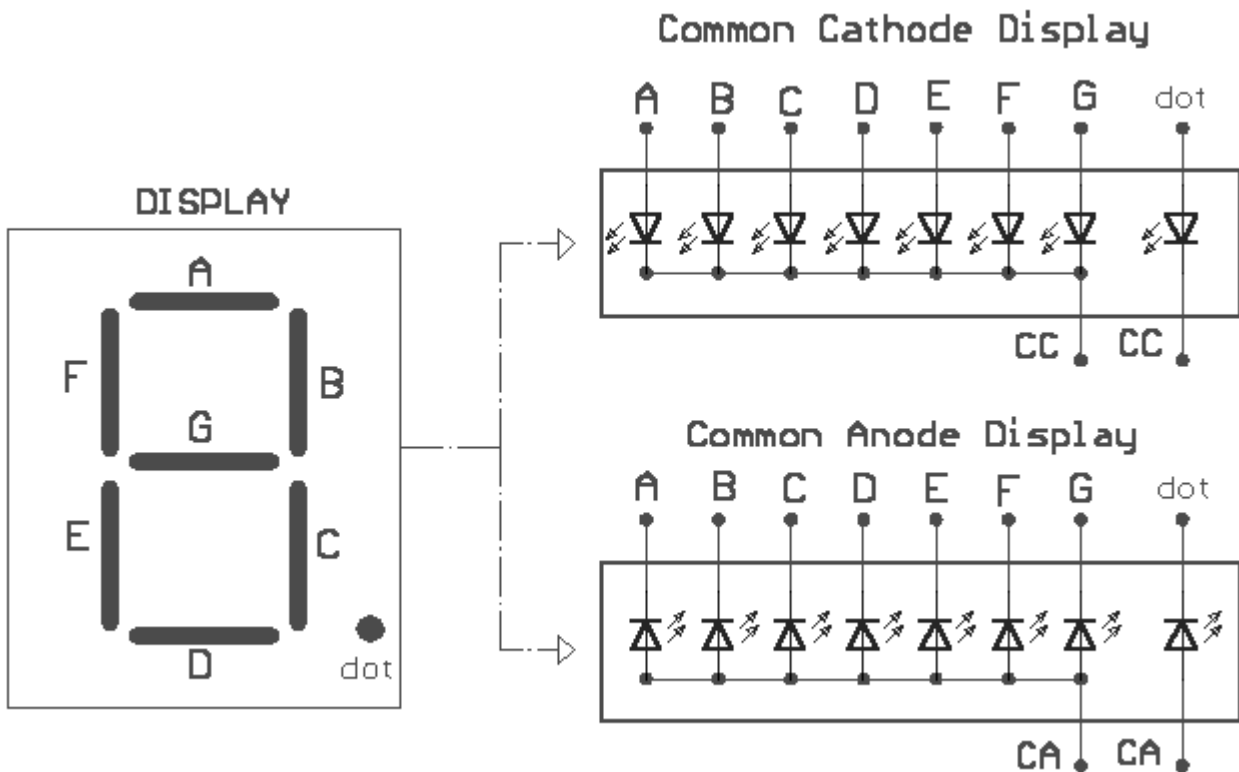 Common Cathode Display
A B C D E F G dot
CC CC
DISPLAY
A
F B
G
E C
D dot
Common Anode Display
A B C D E F G dot
CA CA